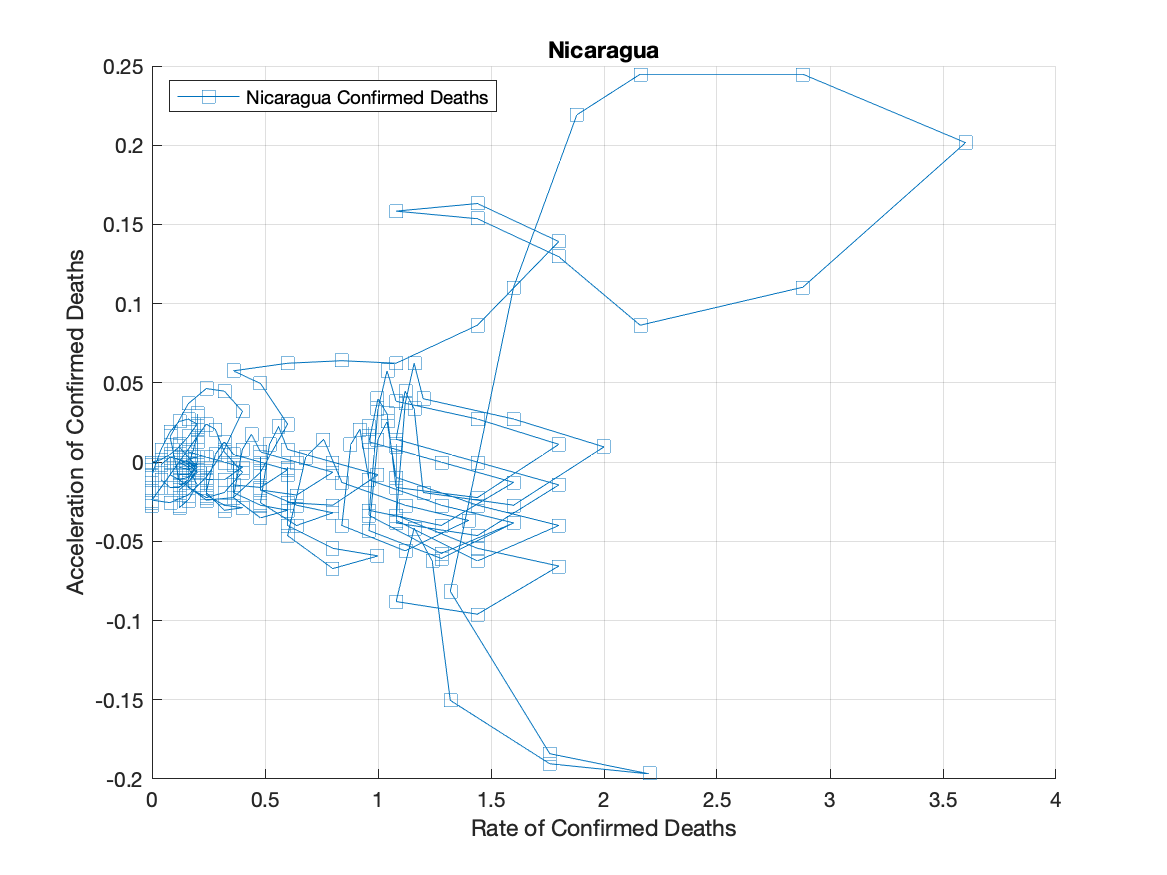 Nicaragua
Nicaragua Confirmed Deaths
Acceleration of Confirmed Deaths
0.25
0.2
0.15
0.1
0.05
0
-0.05
-0.1
-0.15
-0.2
0 0.5 1 1.5 2 2.5 3 3.5 4
Rate of Confirmed Deaths